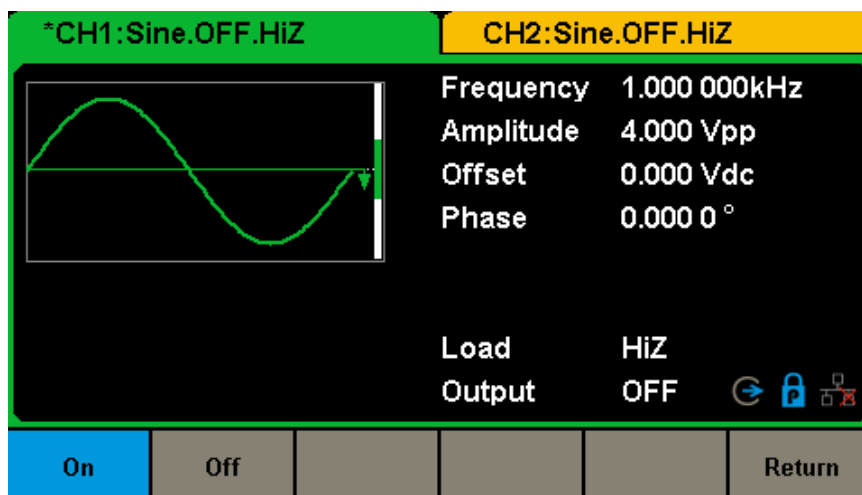 *CH1:Sine.OFF.HiZ
CH2:Sine.OFF.HiZ
Frequency 1.000 000kHz
Amplitude 4.000 Vpp
Offset 0.000 Vdc
Phase 0.000 0 °
Load HiZ
Output OFF
P
On Off Return